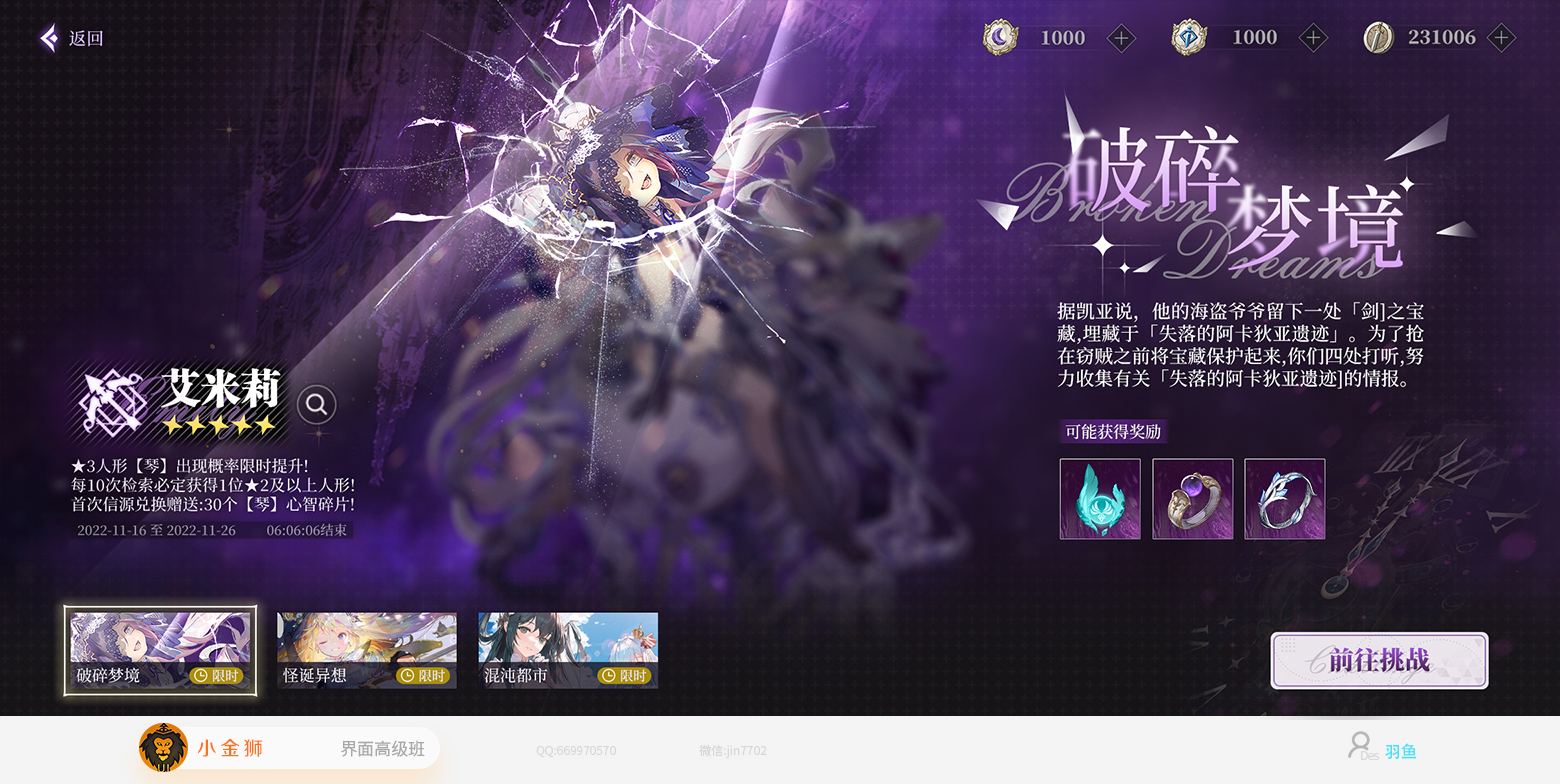 返回
1000
1000
231006
破碎
Broken
梦境
Dreams
据凯亚说，他的海盗爷爷留下一处「剑]之宝
藏,埋藏于「失落的阿卡狄亚遗迹」。为了抢
在窃贼之前将宝藏保护起来,你们四处打听,努
力收集有关「失落的阿卡狄亚遗迹]的情报。
可能获得奖励
艾米莉
★3人形【琴】出现概率限时提升!
每10次检索必定获得1位★2及以上人形!
首次信源兑换赠送:30个【琴】心智碎片!
2022-11-16 至 2022-11-26 06:06:06结束
破碎梦境 限时
怪诞异想 限时
混沌都市 限时
前往挑战
小金狮 界面高级班
QQ:669970570
微信:jin7702
Des 羽鱼